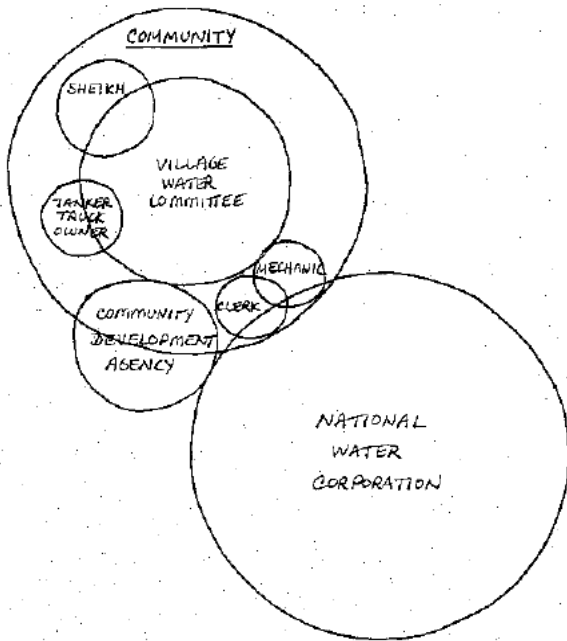 COMMUNITY
SHEIKH
VILLAGE
WATER
COMMITTEE
TANKER
TRUCK
OWNER
MECHANIC
CLERK
COMMUNITY
DEVELOPMENT
AGENCY
NATIONAL
WATER
CORPORATION